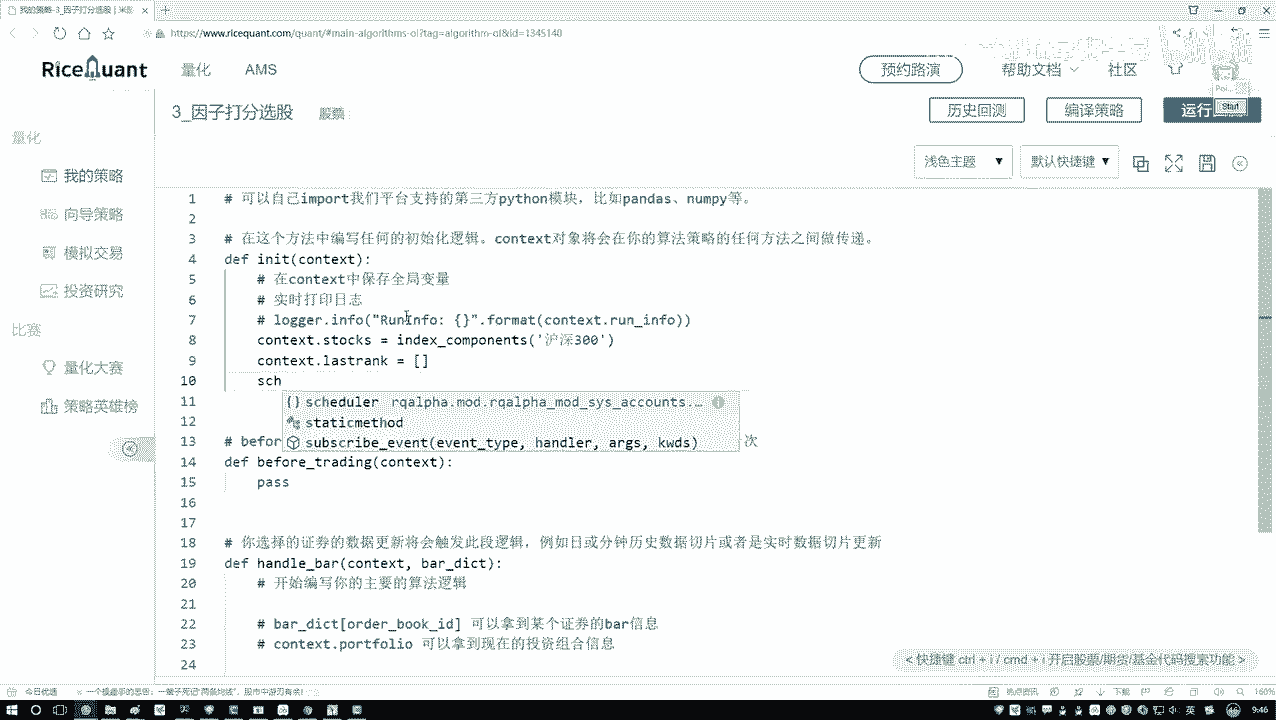 我的策略-3_因子打分选股
https://www.ricequant.com/quant/#main-algorithms-ol?tag=algorithm-ol&id=1345140
RiceQuant 量化 AMS 预约路演 帮助文档 社区
3_因子打分选股 股票 历史回测 编译策略 运行 Start
量化 浅色主题 默认快捷键
我的策略
向导策略
模拟交易
投资研究
比赛
量化大赛
策略英雄榜
1 # 可以自己import我们平台支持的第三方python模块，比如pandas、numpy等。
2
3 # 在这个方法中编写任何的初始化逻辑。context对象将会在你的算法策略的任何方法之间做传递。
4 def init(context):
5 # 在context中保存全局变量
6 # 实时打印日志
7 # logger.info("RunInfo: {}".format(context.run_info))
8 context.stocks = index_components('沪深300')
9 context.lastrank = []
10 sch
11 scheduler rqalpha.mod.rqalpha_mod_sys_accounts...
12 staticmethod
13 # befor subscribe_event(event_type, handler, args, kwds) 次
14 def before_trading(context):
15 pass
16
17
18 # 你选择的证券的数据更新将会触发此段逻辑，例如日或分钟历史数据切片或者是实时数据切片更新
19 def handle_bar(context, bar_dict):
20 # 开始编写你的主要的算法逻辑
21
22 # bar_dict[order_book_id] 可以拿到某个证券的bar信息
23 # context.portfolio 可以拿到现在的投资组合信息
24
< 快捷键 ctrl + i / cmd + i 开启股票/期货/基金代码搜索功能 >
今日优选 热点资讯 下载 160%
英 9:46